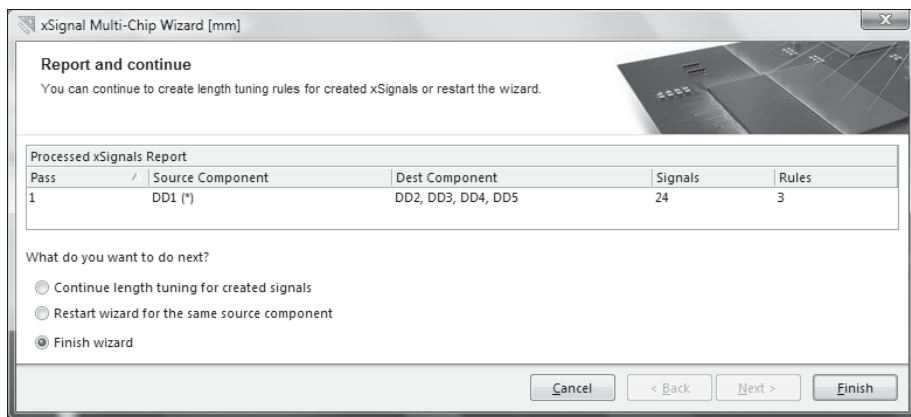 xSignal Multi-Chip Wizard [mm]
Report and continue
You can continue to create length tuning rules for created xSignals or restart the wizard.
Processed xSignals Report
Pass Source Component Dest Component Signals Rules
1 DD1 (*) DD2, DD3, DD4, DD5 24 3
What do you want to do next?
Continue length tuning for created signals
Restart wizard for the same source component
Finish wizard
Cancel < Back Next > Finish